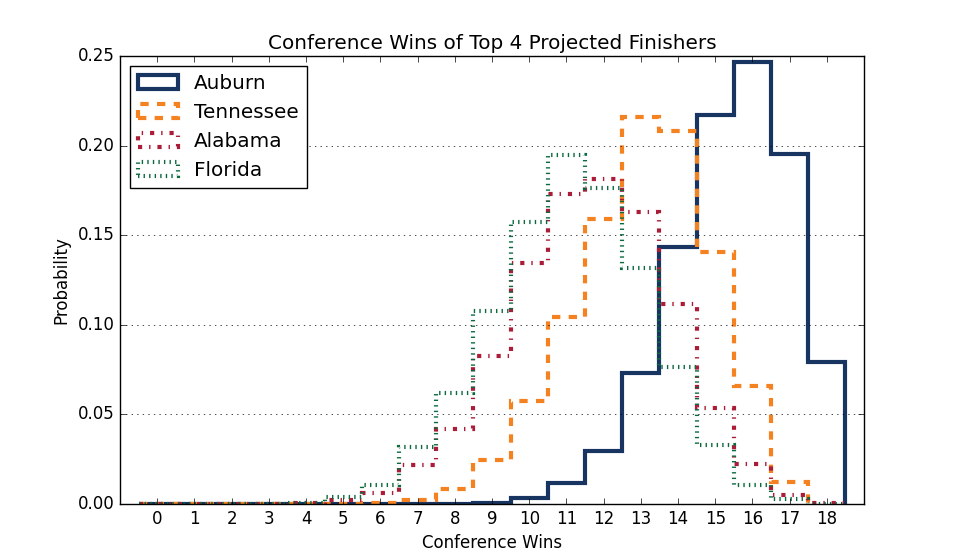 Conference Wins of Top 4 Projected Finishers
0.25
0.20
0.15
0.10
0.05
0.00
Probability
Auburn
Tennessee
Alabama
Florida
0 1 2 3 4 5 6 7 8 9 10 11 12 13 14 15 16 17 18
Conference Wins